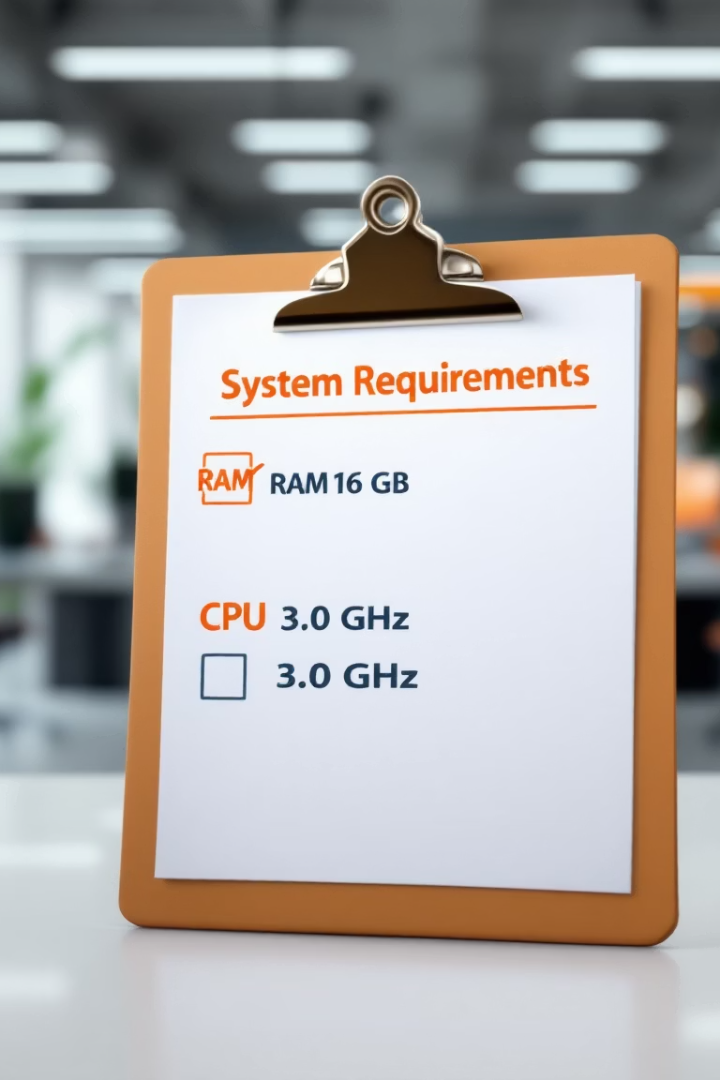 System Requirements
RAM RAM 16 GB
CPU 3.0 GHz
3.0 GHz